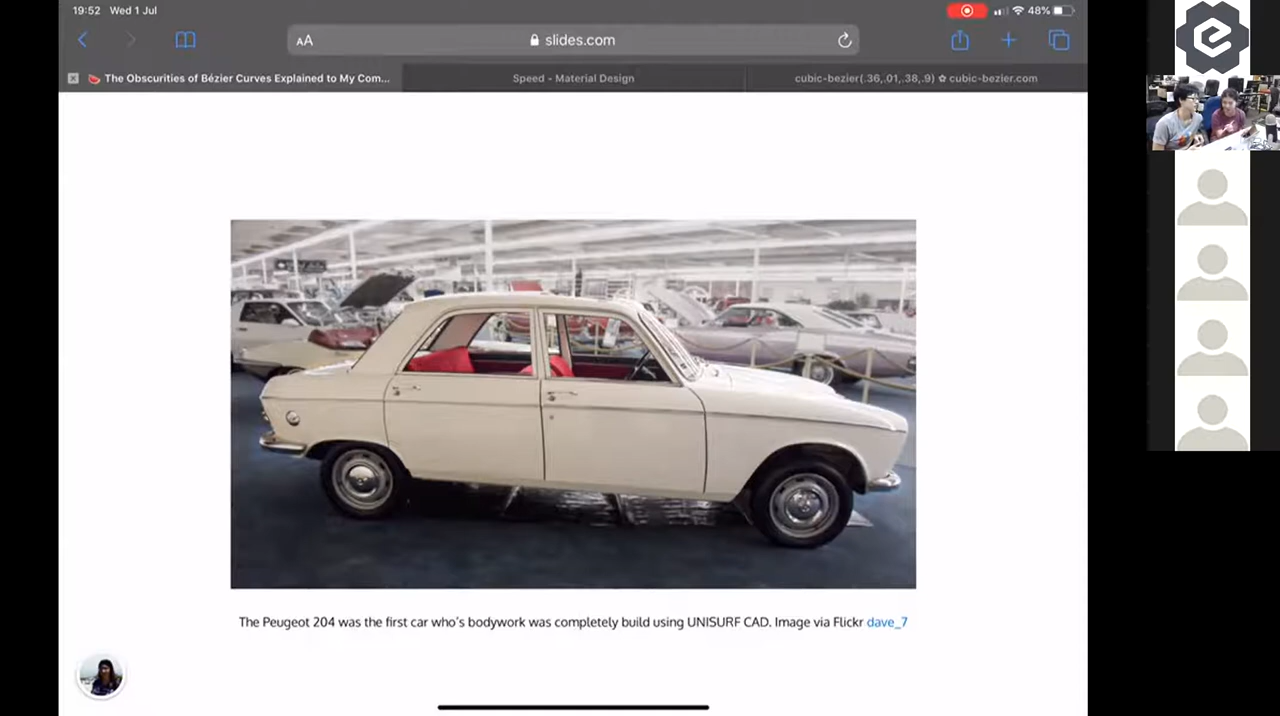 19:52 Wed 1 Jul
48%
AA
slides.com
The Obscurities of Bézier Curves Explained to My Com...
Speed - Material Design
cubic-bezier(.36,.01,.38,.9) ✿ cubic-bezier.com
The Peugeot 204 was the first car who's bodywork was completely build using UNISURF CAD. Image via Flickr dave_7